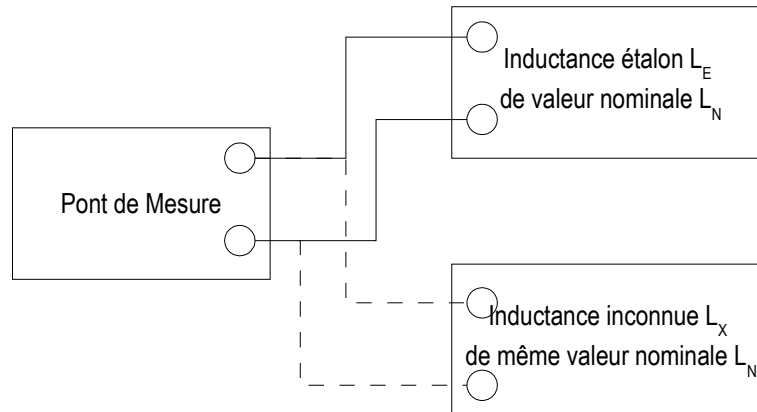 Inductance étalon L_E
de valeur nominale L_N
Pont de Mesure
Inductance inconnue L_X
de même valeur nominale L_N